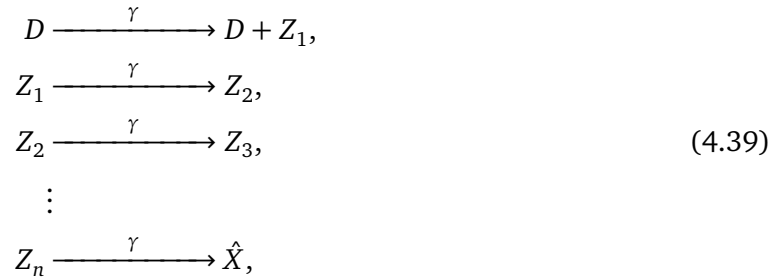 D —γ→ D + Z₁,
Z₁ —γ→ Z₂,
Z₂ —γ→ Z₃,
(4.39)
⋮
Zₙ —γ→ X̂,